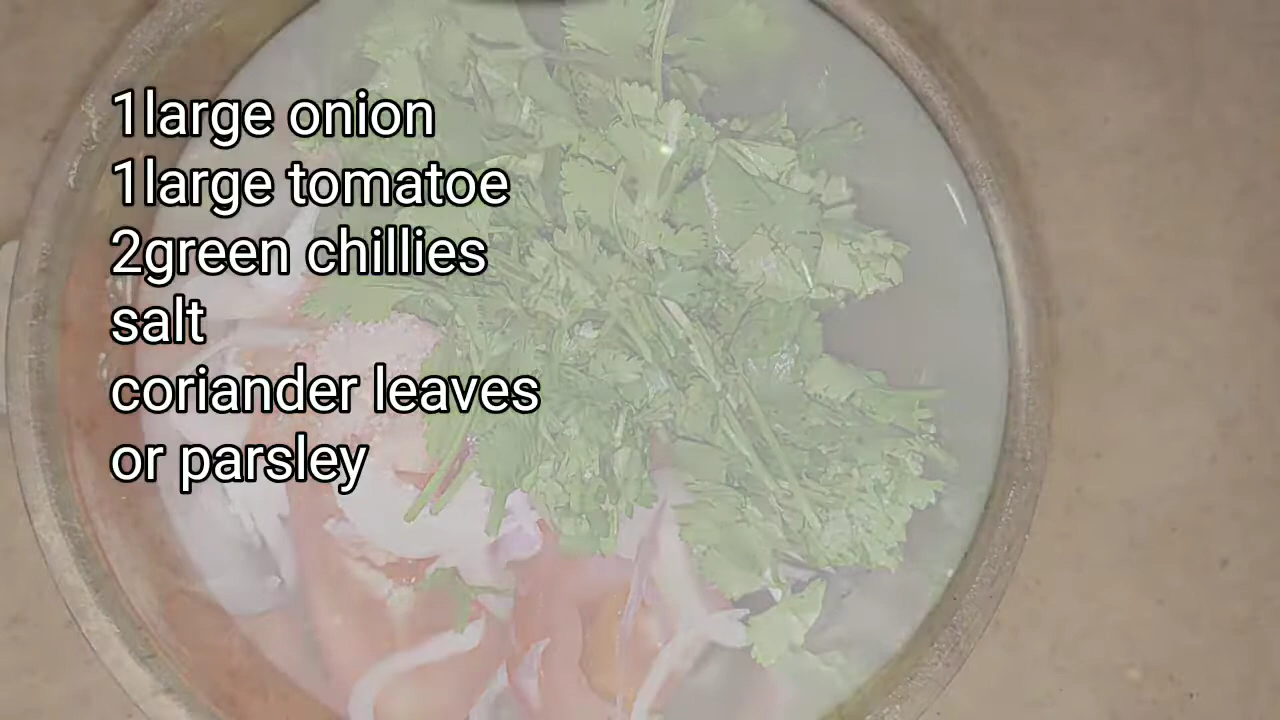 1large onion
1large tomatoe
2green chillies
salt
coriander leaves
or parsley